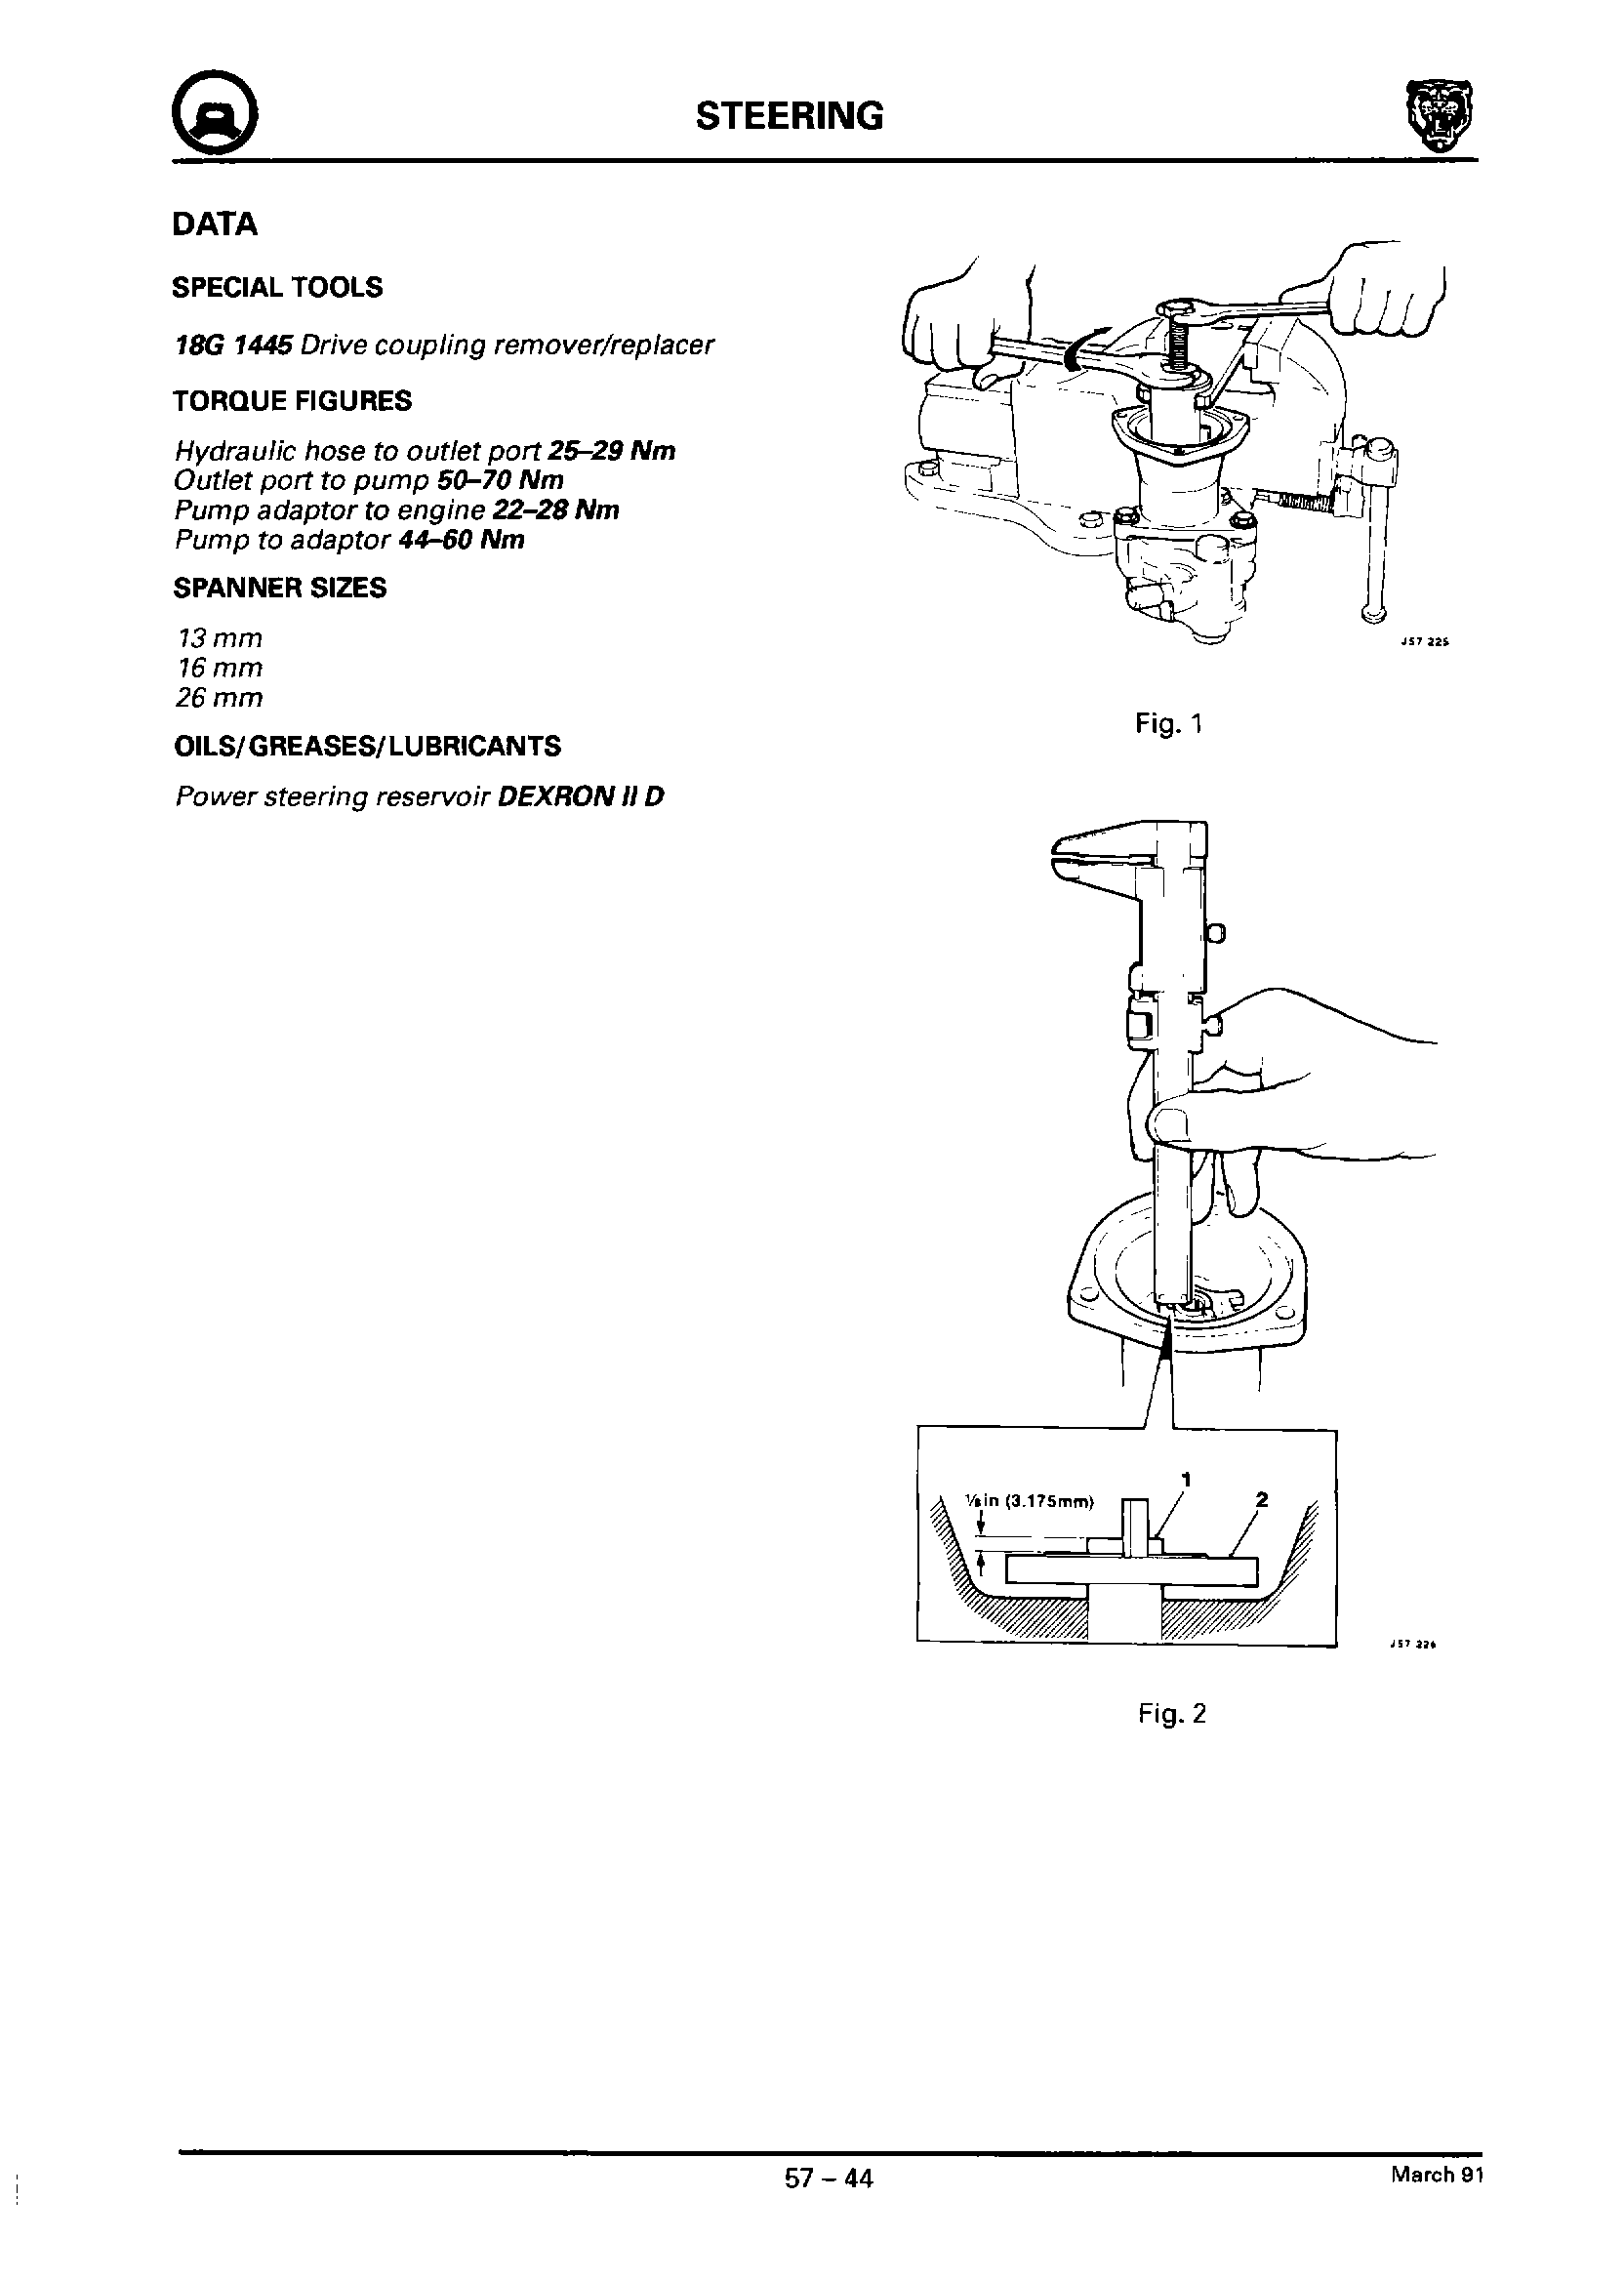 STEERING
DATA
SPECIAL TOOLS
18G 1445 Drive coupling remover/replacer
TORQUE FIGURES
Hydraulic hose to outlet port 25–29 Nm
Outlet port to pump 50–70 Nm
Pump adaptor to engine 22–28 Nm
Pump to adaptor 44–60 Nm
SPANNER SIZES
13 mm
16 mm
26 mm
OILS/GREASES/LUBRICANTS
Power steering reservoir DEXRON II D
J57 225
Fig. 1
1
⅛in (3.175mm)
2
J57 226
Fig. 2
57 – 44
March 91